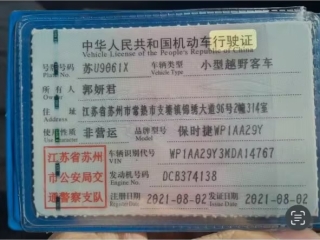 中华人民共和国机动车行驶证
Vehicle License of the People's Republic of China
号牌号码 苏U9061X 车辆类型 小型越野客车
Plate No. Vehicle Type
所有人 郭妍君
Owner
住址 江苏省苏州市常熟市支塘镇锦绣大道96号2幢314室
Address
使用性质 非营运 品牌型号 保时捷WP1AA29Y
Use Character Model
江苏省苏州
市公安局交
通警察支队
车辆识别代号 WP1AA29Y3MDA14767
VIN
发动机号码 DCB374138
Engine No.
注册日期 2021-08-02 发证日期 2021-08-02
Register Date Issue Date